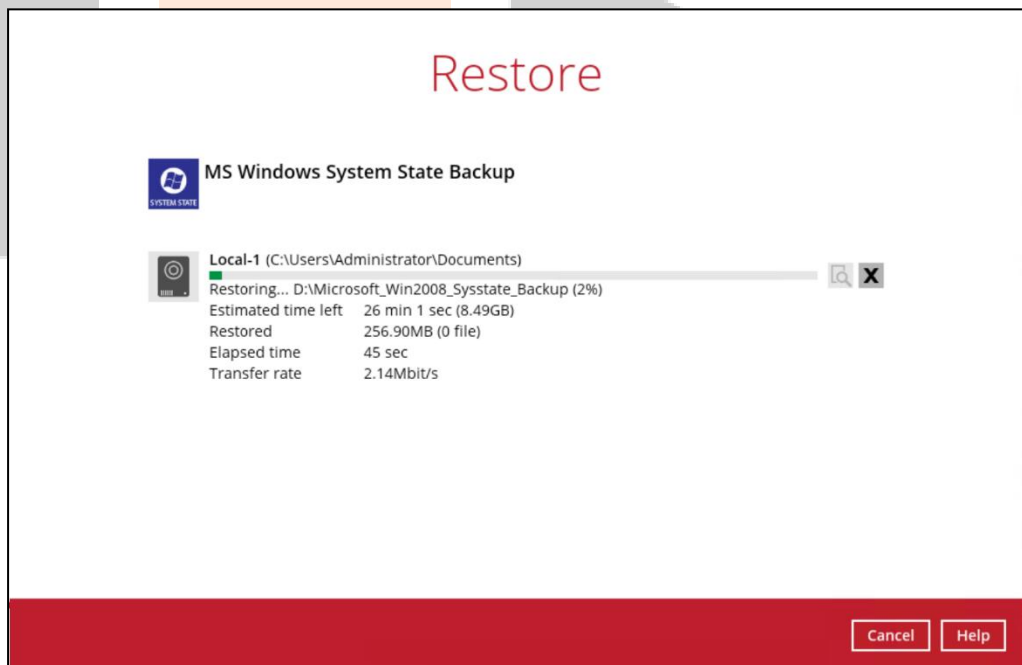 Restore
MS Windows System State Backup
SYSTEM STATE
Local-1 (C:\Users\Administrator\Documents)
X
Restoring... D:\Microsoft_Win2008_Sysstate_Backup (2%)
Estimated time left 26 min 1 sec (8.49GB)
Restored 256.90MB (0 file)
Elapsed time 45 sec
Transfer rate 2.14Mbit/s
Cancel Help